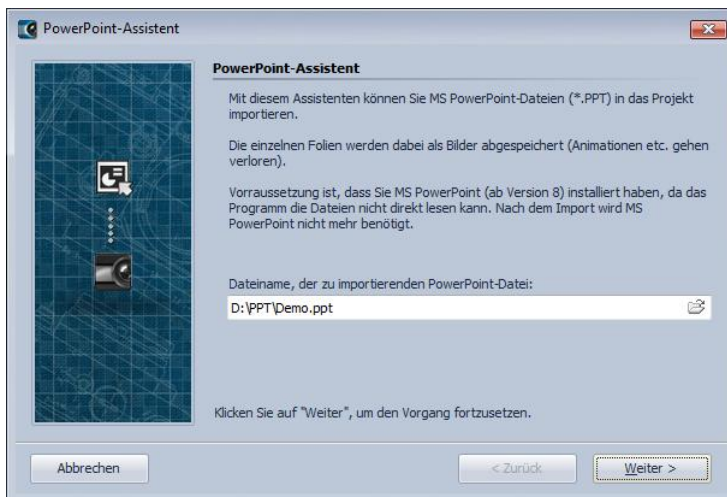 PowerPoint-Assistent
PowerPoint-Assistent
Mit diesem Assistenten können Sie MS PowerPoint-Dateien (*.PPT) in das Projekt
importieren.
Die einzelnen Folien werden dabei als Bilder abgespeichert (Animationen etc. gehen
verloren).
Vorraussetzung ist, dass Sie MS PowerPoint (ab Version 8) installiert haben, da das
Programm die Dateien nicht direkt lesen kann. Nach dem Import wird MS
PowerPoint nicht mehr benötigt.
Dateiname, der zu importierenden PowerPoint-Datei:
D:\PPT\Demo.ppt
Klicken Sie auf "Weiter", um den Vorgang fortzusetzen.
Abbrechen
< Zurück
Weiter >